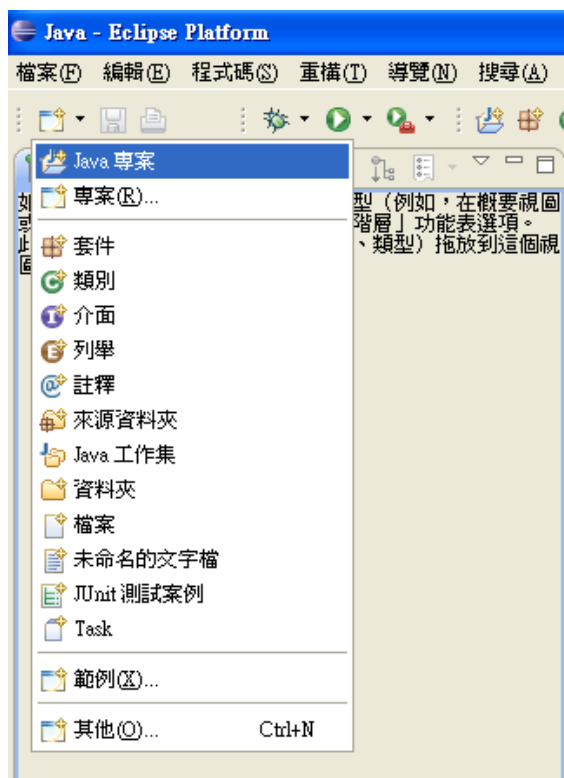 Java - Eclipse Platform
檔案(F) 編輯(E) 程式碼(S) 重構(T) 導覽(N) 搜尋(A)
Java 專案
專案(R)...
套件
類別
介面
列舉
註釋
來源資料夾
Java 工作集
資料夾
檔案
未命名的文字檔
JUnit 測試案例
Task
範例(X)...
其他(O)... Ctrl+N
型（例如，在概要視圖
階層」功能表選項。
、類型）拖放到這個視